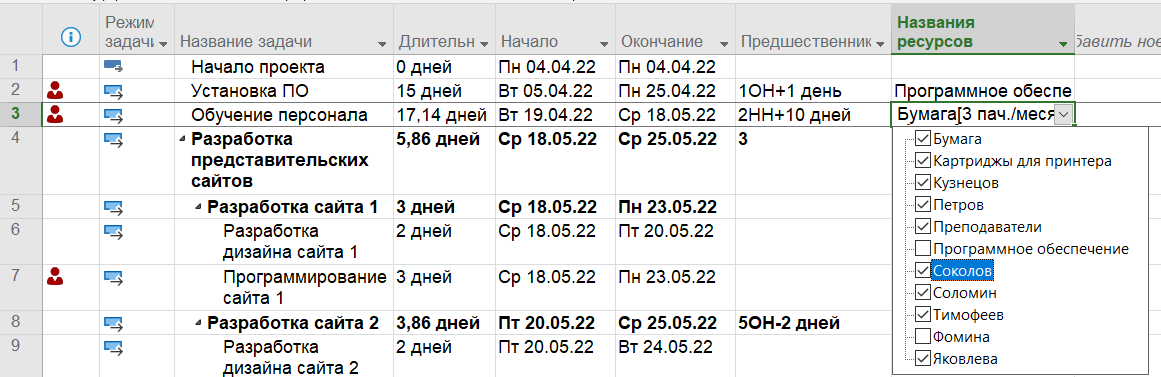 Режим задачи Название задачи Длительн Начало Окончание Предшественник Названия ресурсов бавить нов
1 Начало проекта 0 дней Пн 04.04.22 Пн 04.04.22
2 Установка ПО 15 дней Вт 05.04.22 Пн 25.04.22 1ОН+1 день Программное обеспе
3 Обучение персонала 17,14 дней Вт 19.04.22 Ср 18.05.22 2НН+10 дней Бумага[3 пач./меся
4 Разработка представительских сайтов 5,86 дней Ср 18.05.22 Ср 25.05.22 3
5 Разработка сайта 1 3 дней Ср 18.05.22 Пн 23.05.22
6 Разработка дизайна сайта 1 2 дней Ср 18.05.22 Пт 20.05.22
7 Программирование сайта 1 3 дней Ср 18.05.22 Пн 23.05.22
8 Разработка сайта 2 3,86 дней Пт 20.05.22 Ср 25.05.22 5ОН-2 дней
9 Разработка дизайна сайта 2 2 дней Пт 20.05.22 Вт 24.05.22
Бумага
Картриджы для принтера
Кузнецов
Петров
Преподаватели
Программное обеспечение
Соколов
Соломин
Тимофеев
Фомина
Яковлева